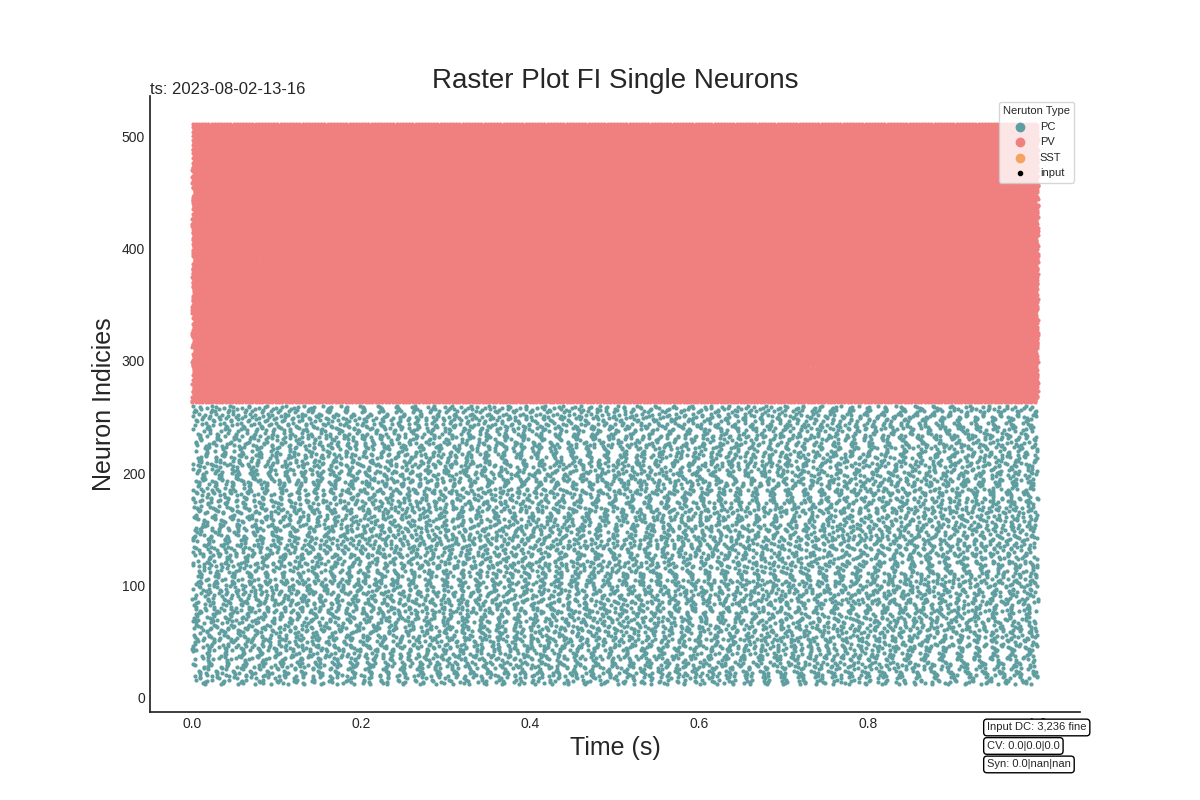 Raster Plot FI Single Neurons
ts: 2023-08-02-13-16
Neruton Type
PC
PV
SST
input
500
400
300
200
100
0
Neuron Indicies
0.0 0.2 0.4 0.6 0.8
Time (s)
Input DC: 3,236 fine
CV: 0.0|0.0|0.0
Syn: 0.0|nan|nan